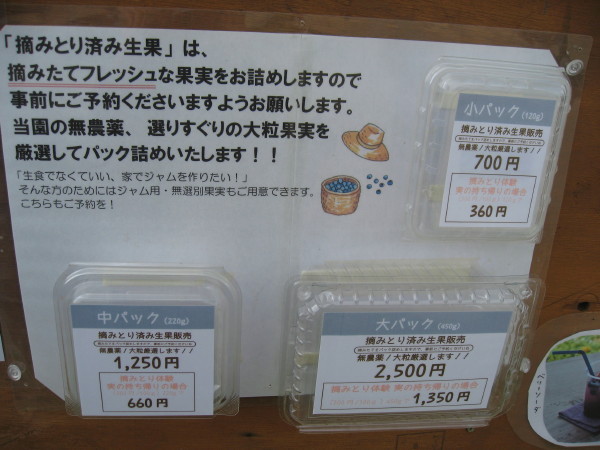 「摘みとり済み生果」は、
摘みたてフレッシュな果実をお詰めしますので
事前にご予約くださいますようお願いします。
当園の無農薬、選りすぐりの大粒果実を
厳選してパック詰めいたします！！
「生食でなくていい、家でジャムを作りたい！」
そんな方のためにはジャム用・無選別果実もご用意できます。
こちらもご予約を！
小パック(120g)
摘みとり済み生果販売
無農薬/大粒厳選します！/
700円
摘みとり体験
実の持ち帰りの場合
360円
中パック(220g)
摘みとり済み生果販売
無農薬/大粒厳選します！/
1,250円
摘みとり体験
実の持ち帰りの場合
660円
大パック(450g)
摘みとり済み生果販売
無農薬/大粒厳選します！/
2,500円
摘みとり体験 実の持ち帰りの場合
1,350円
ベリーソーダ